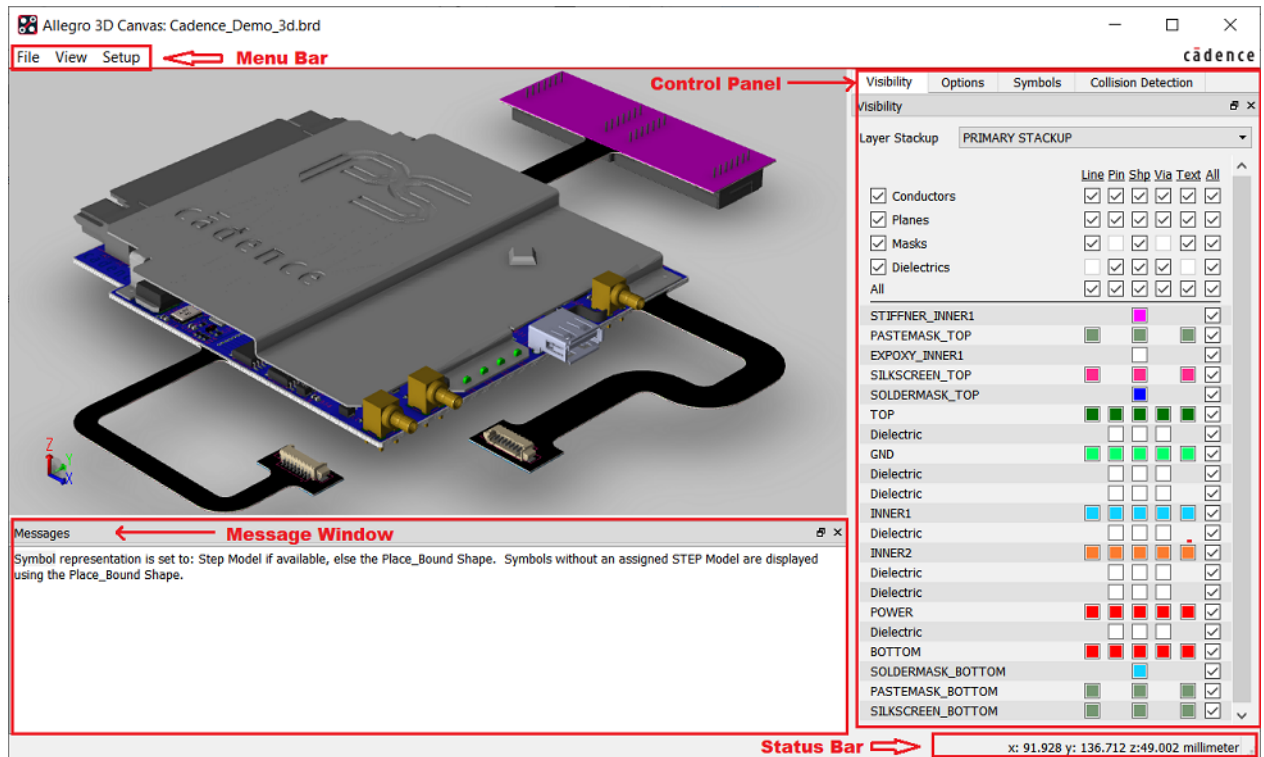 Allegro 3D Canvas: Cadence_Demo_3d.brd
File View Setup
Menu Bar
cādence
Control Panel
Visibility Options Symbols Collision Detection
Visibility
Layer Stackup PRIMARY STACKUP
Line Pin Shp Via Text All
Conductors
Planes
Masks
Dielectrics
All
STIFFNER_INNER1
PASTEMASK_TOP
EXPOXY_INNER1
SILKSCREEN_TOP
SOLDERMASK_TOP
TOP
Dielectric
GND
Dielectric
Dielectric
INNER1
Dielectric
INNER2
Dielectric
Dielectric
POWER
Dielectric
BOTTOM
SOLDERMASK_BOTTOM
PASTEMASK_BOTTOM
SILKSCREEN_BOTTOM
cādence
Z
Y
X
Messages
Message Window
Symbol representation is set to: Step Model if available, else the Place_Bound Shape. Symbols without an assigned STEP Model are displayed
using the Place_Bound Shape.
Status Bar
x: 91.928 y: 136.712 z:49.002 millimeter